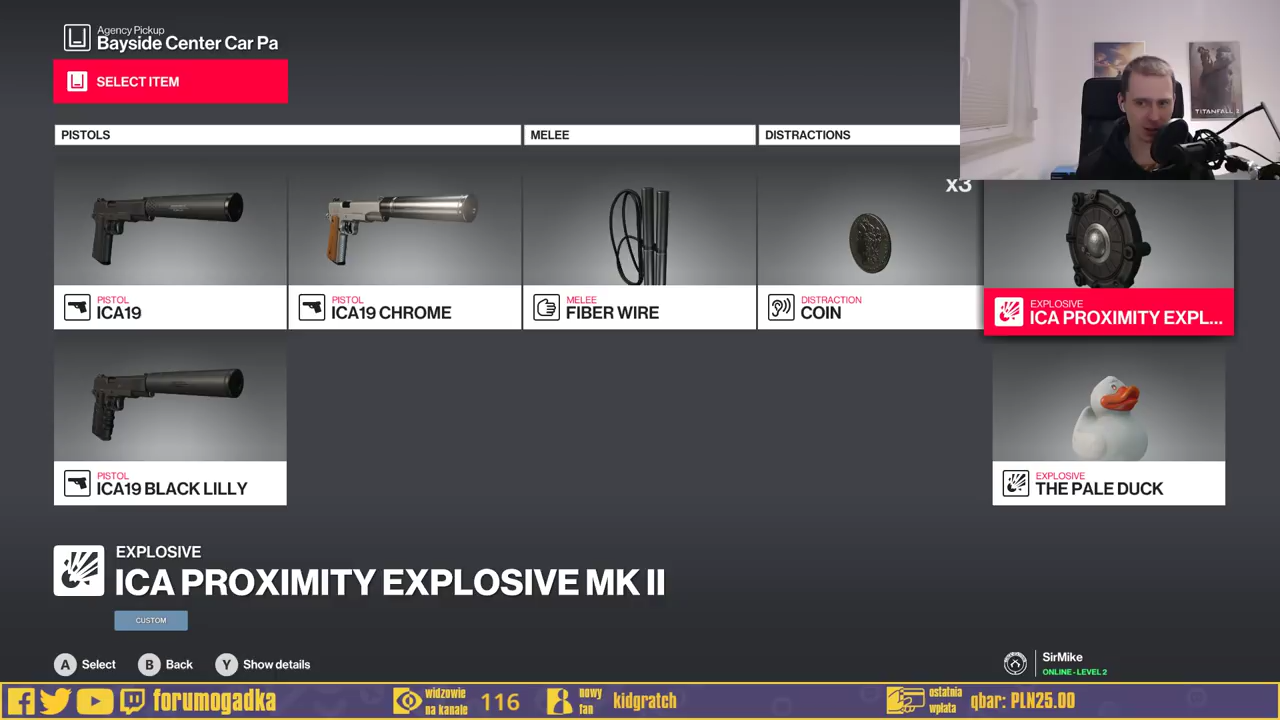 Agency Pickup
Bayside Center Car Pa
SELECT ITEM
PISTOLS
MELEE
DISTRACTIONS
TITANFALL
x3
PISTOL
ICA19
PISTOL
ICA19 CHROME
MELEE
FIBER WIRE
DISTRACTION
COIN
EXPLOSIVE
ICA PROXIMITY EXPL...
PISTOL
ICA19 BLACK LILLY
EXPLOSIVE
THE PALE DUCK
EXPLOSIVE
ICA PROXIMITY EXPLOSIVE MK II
CUSTOM
A Select
B Back
Y Show details
SirMike
ONLINE - LEVEL 2
forumogadka
widzowie
na kanale
116
nowy
fan
kidgratch
ostatnia
wpłata
qbar: PLN25.00